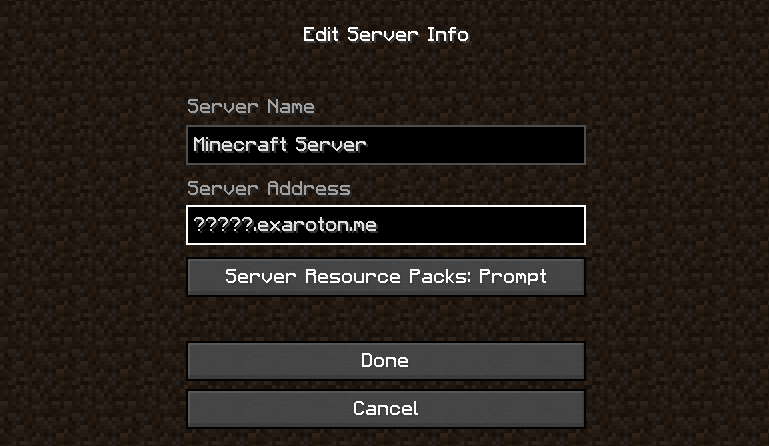 Edit Server Info
Server Name
Minecraft Server
Server Address
?????.exaroton.me
Server Resource Packs: Prompt
Done
Cancel